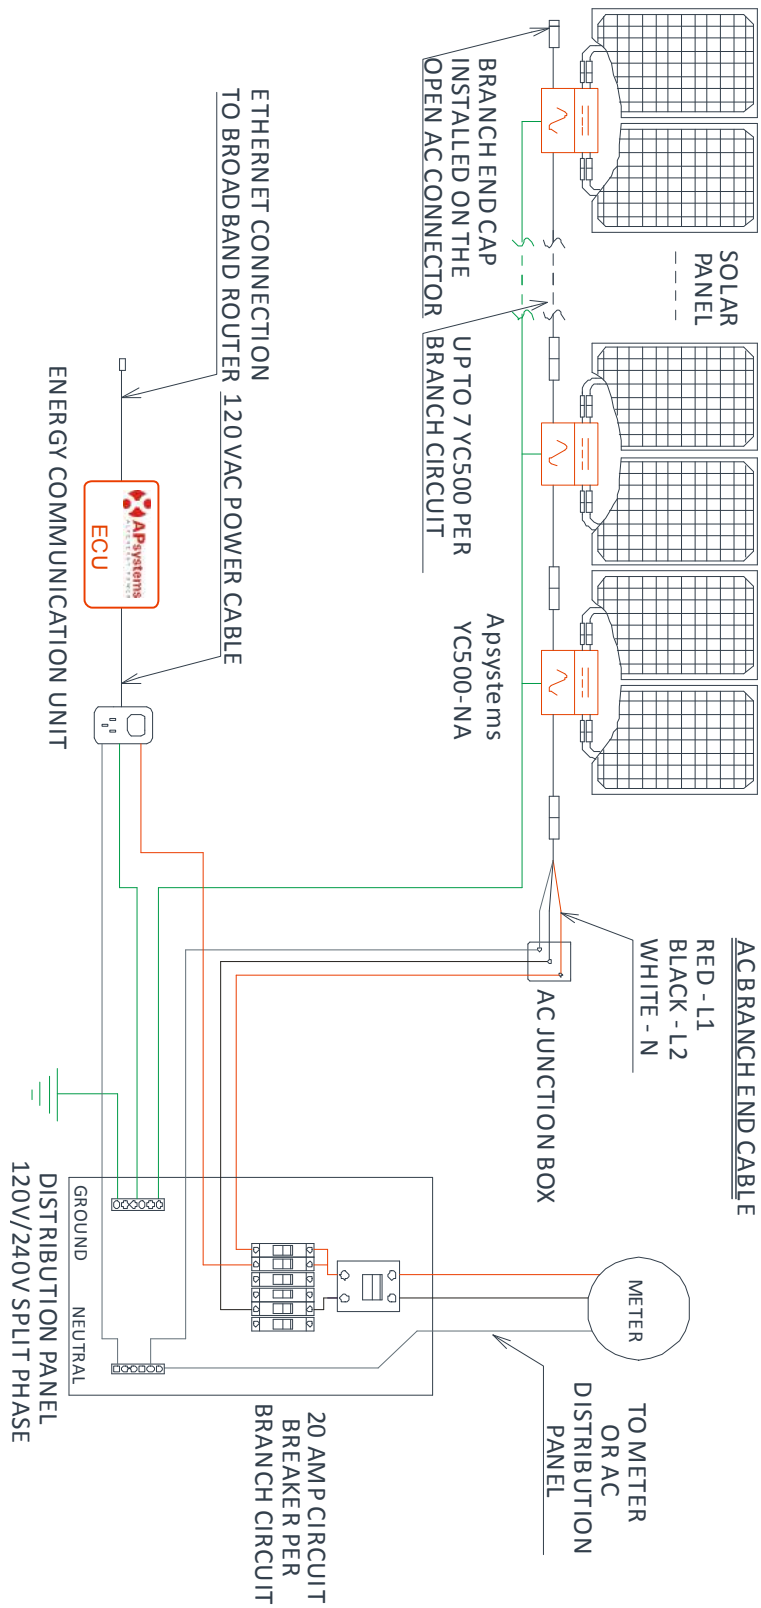 SOLAR
PANEL
BRANCH END CAP
INSTALLED ON THE
OPEN AC CONNECTOR
UP TO 7 YC500 PER
BRANCH CIRCUIT
Apsystems
YC500-NA
AC BRANCH END CABLE
RED - L1
BLACK - L2
WHITE - N
AC JUNCTION BOX
ETHERNET CONNECTION
TO BROADBAND ROUTER
120 VAC POWER CABLE
APsystems
ALTERNERGY POWER
ECU
ENERGY COMMUNICATION UNIT
METER
TO METER
OR AC
DISTRIBUTION
PANEL
20 AMP CIRCUIT
BREAKER PER
BRANCH CIRCUIT
GROUND
NEUTRAL
DISTRIBUTION PANEL
120V/240V SPLIT PHASE